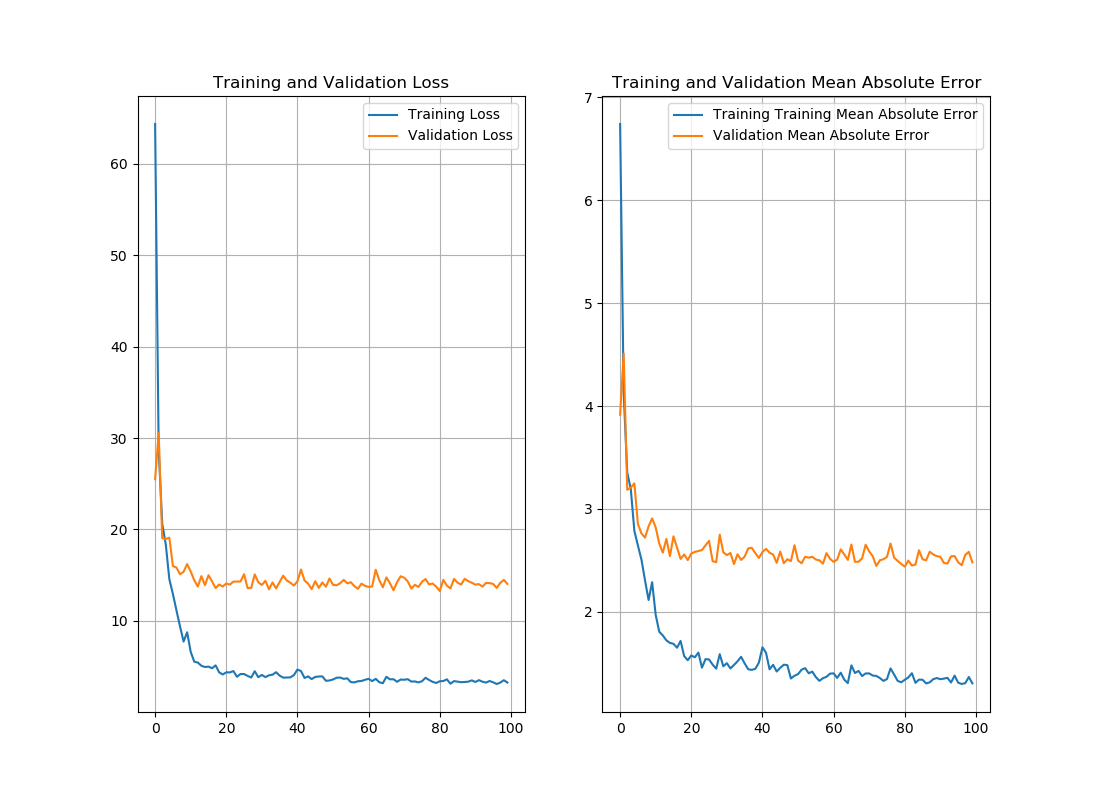 Training and Validation Loss
Training Loss
Validation Loss
60
50
40
30
20
10
0 20 40 60 80 100
Training and Validation Mean Absolute Error
Training Training Mean Absolute Error
Validation Mean Absolute Error
7
6
5
4
3
2
0 20 40 60 80 100